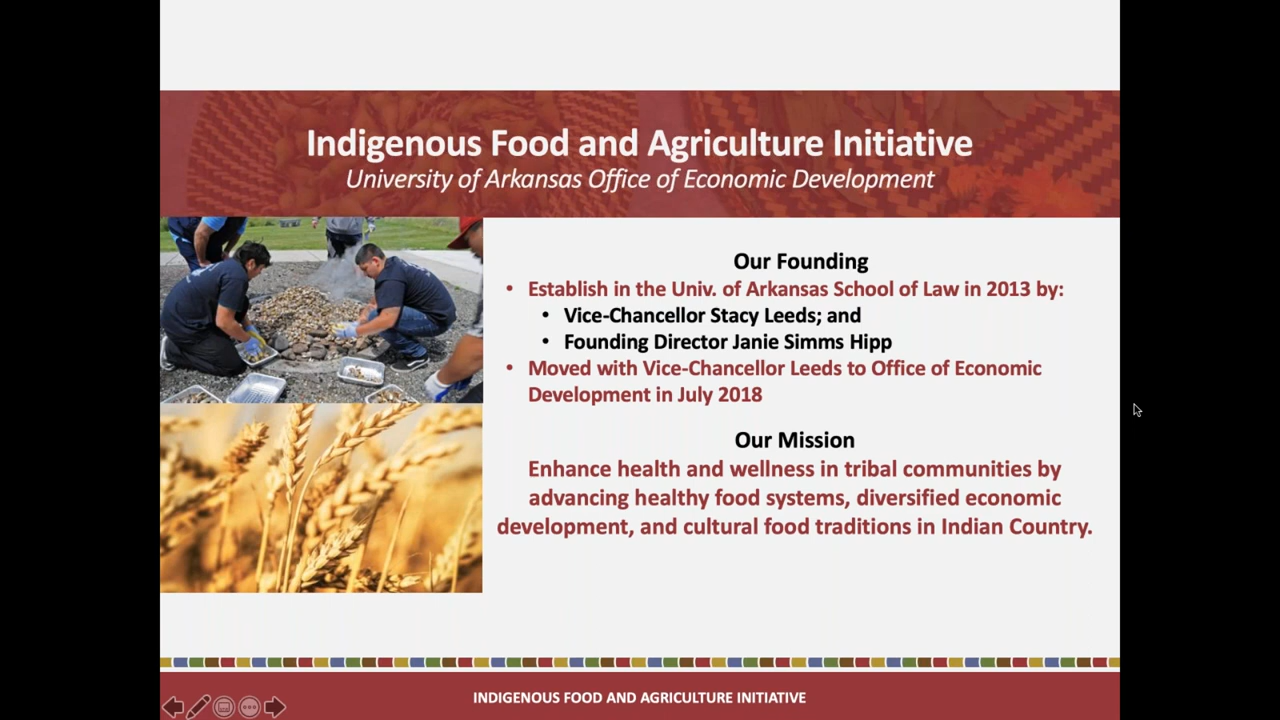 Indigenous Food and Agriculture Initiative
University of Arkansas Office of Economic Development
Our Founding
• Establish in the Univ. of Arkansas School of Law in 2013 by:
• Vice-Chancellor Stacy Leeds; and
• Founding Director Janie Simms Hipp
• Moved with Vice-Chancellor Leeds to Office of Economic
Development in July 2018
Our Mission
Enhance health and wellness in tribal communities by
advancing healthy food systems, diversified economic
development, and cultural food traditions in Indian Country.
INDIGENOUS FOOD AND AGRICULTURE INITIATIVE